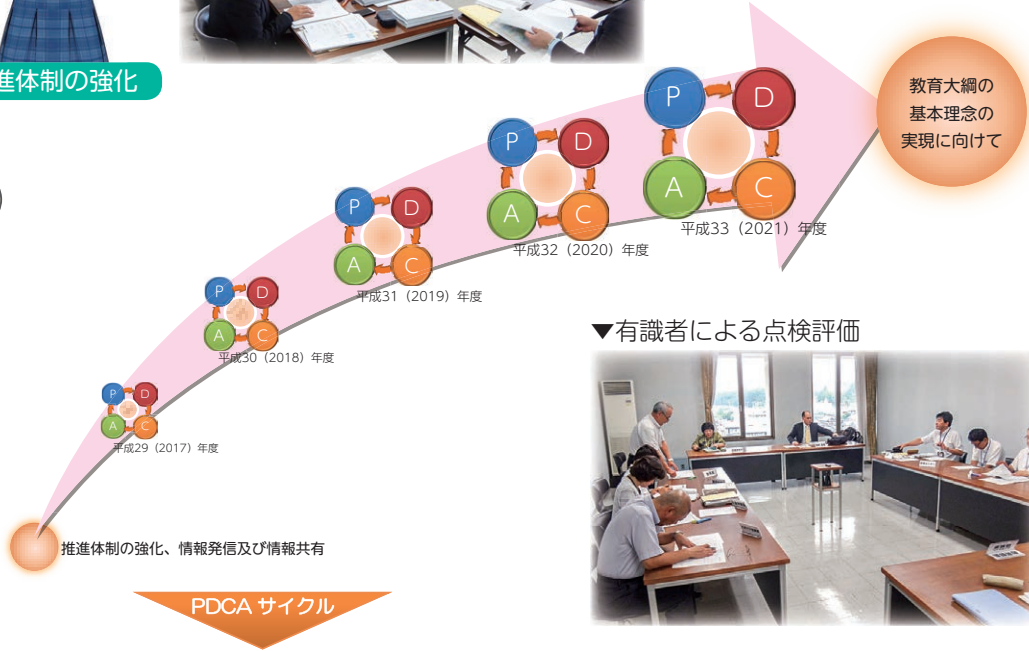 進体制の強化
教育大綱の
基本理念の
実現に向けて
P D
A C
平成33（2021）年度
P D
A C
平成32（2020）年度
P D
A C
平成31（2019）年度
P D
A C
平成30（2018）年度
P D
A C
平成29（2017）年度
▼有識者による点検評価
推進体制の強化、情報発信及び情報共有
PDCA サイクル